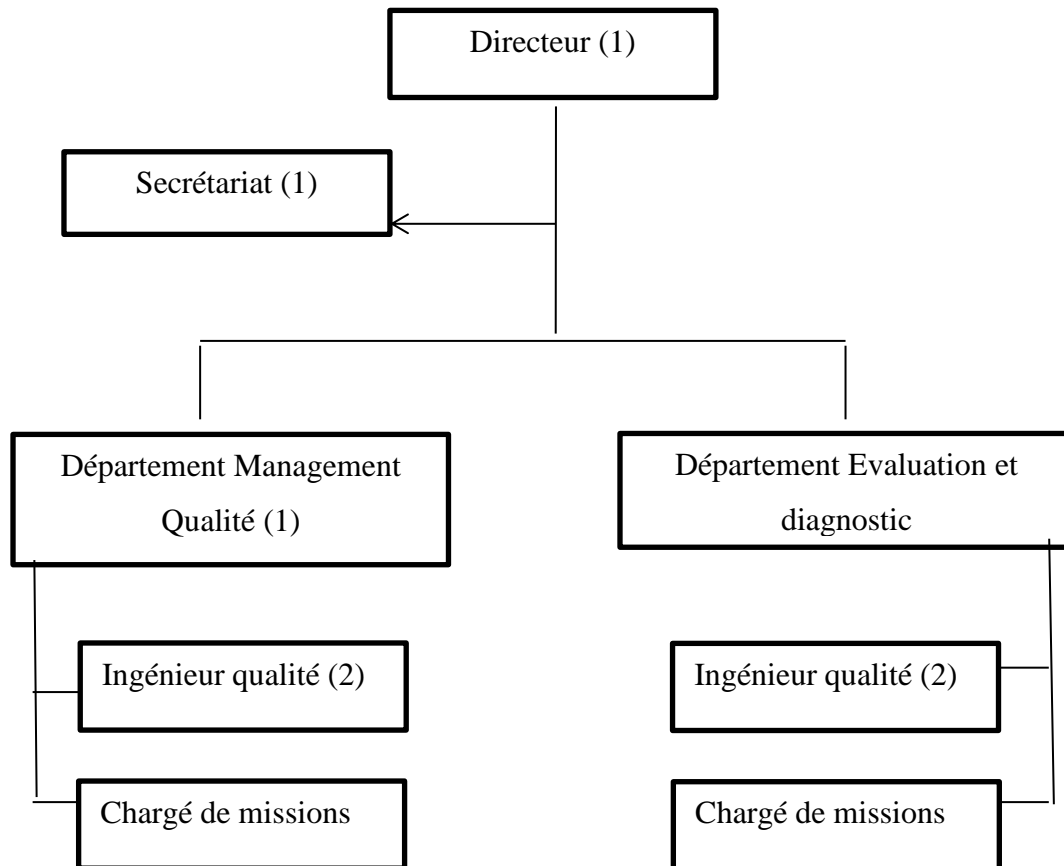 Directeur (1)
Secrétariat (1)
Département Management
Qualité (1)
Département Evaluation et
diagnostic
Ingénieur qualité (2)
Ingénieur qualité (2)
Chargé de missions
Chargé de missions